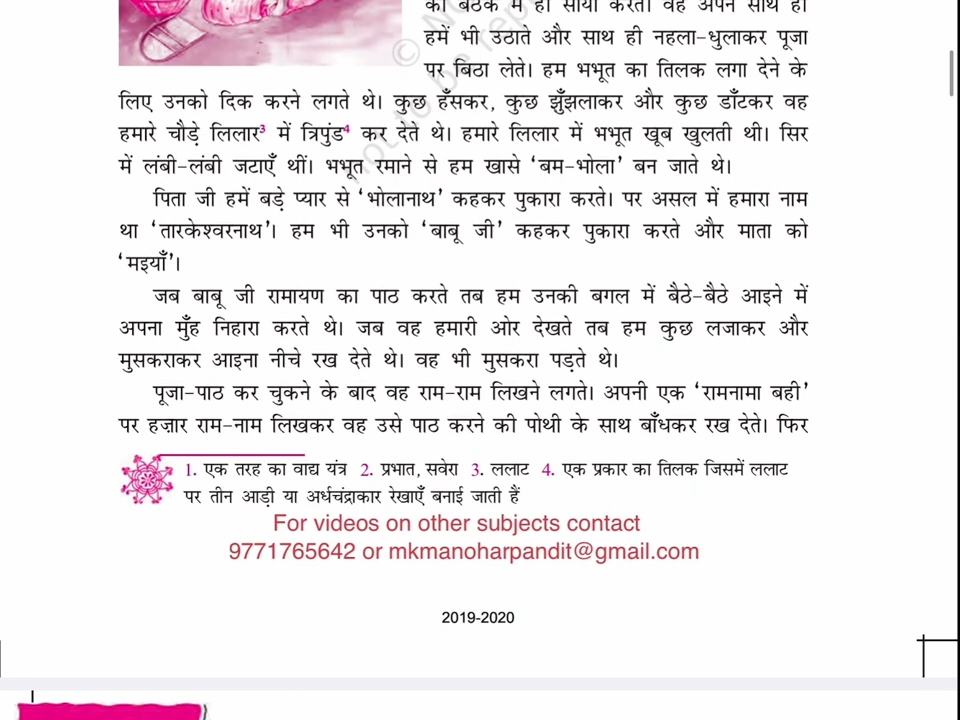 की बैठक में ही सोया करती। वह अपने साथ ही
हमें भी उठाते और साथ ही नहला-धुलाकर पूजा
पर बिठा लेते। हम भभूत का तिलक लगा देने के
लिए उनको दिक करने लगते थे। कुछ हँसकर, कुछ झुँझलाकर और कुछ डाँटकर वह
हमारे चौड़े लिलार³ में त्रिपुंड⁴ कर देते थे। हमारे लिलार में भभूत खूब खुलती थी। सिर
में लंबी-लंबी जटाएँ थीं। भभूत रमाने से हम खासे ‘बम-भोला’ बन जाते थे।
पिता जी हमें बड़े प्यार से ‘भोलानाथ’ कहकर पुकारा करते। पर असल में हमारा नाम
था ‘तारकेश्वरनाथ’। हम भी उनको ‘बाबू जी’ कहकर पुकारा करते और माता को
‘मइयाँ’।
जब बाबू जी रामायण का पाठ करते तब हम उनकी बगल में बैठे-बैठे आइने में
अपना मुँह निहारा करते थे। जब वह हमारी ओर देखते तब हम कुछ लजाकर और
मुसकराकर आइना नीचे रख देते थे। वह भी मुसकरा पड़ते थे।
पूजा-पाठ कर चुकने के बाद वह राम-राम लिखने लगते। अपनी एक ‘रामनामा बही’
पर हज़ार राम-नाम लिखकर वह उसे पाठ करने की पोथी के साथ बाँधकर रख देते। फिर
1. एक तरह का वाद्य यंत्र 2. प्रभात, सवेरा 3. ललाट 4. एक प्रकार का तिलक जिसमें ललाट
पर तीन आड़ी या अर्धचंद्राकार रेखाएँ बनाई जाती हैं
For videos on other subjects contact
9771765642 or mkmanoharpandit@gmail.com
2019-2020